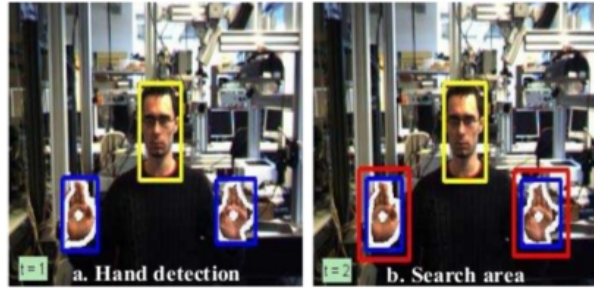 t = 1
a. Hand detection
t = 2
b. Search area